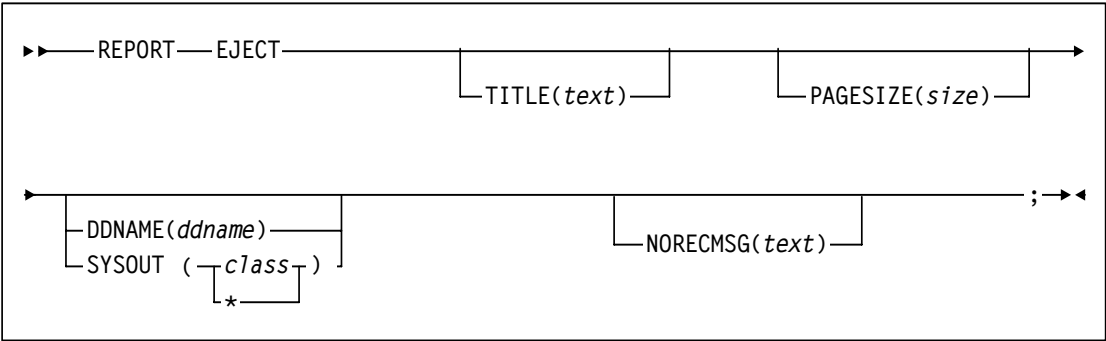 REPORT EJECT
TITLE(text) PAGESIZE(size)
;
DDNAME(ddname) NORECMSG(text)
SYSOUT (class)
*